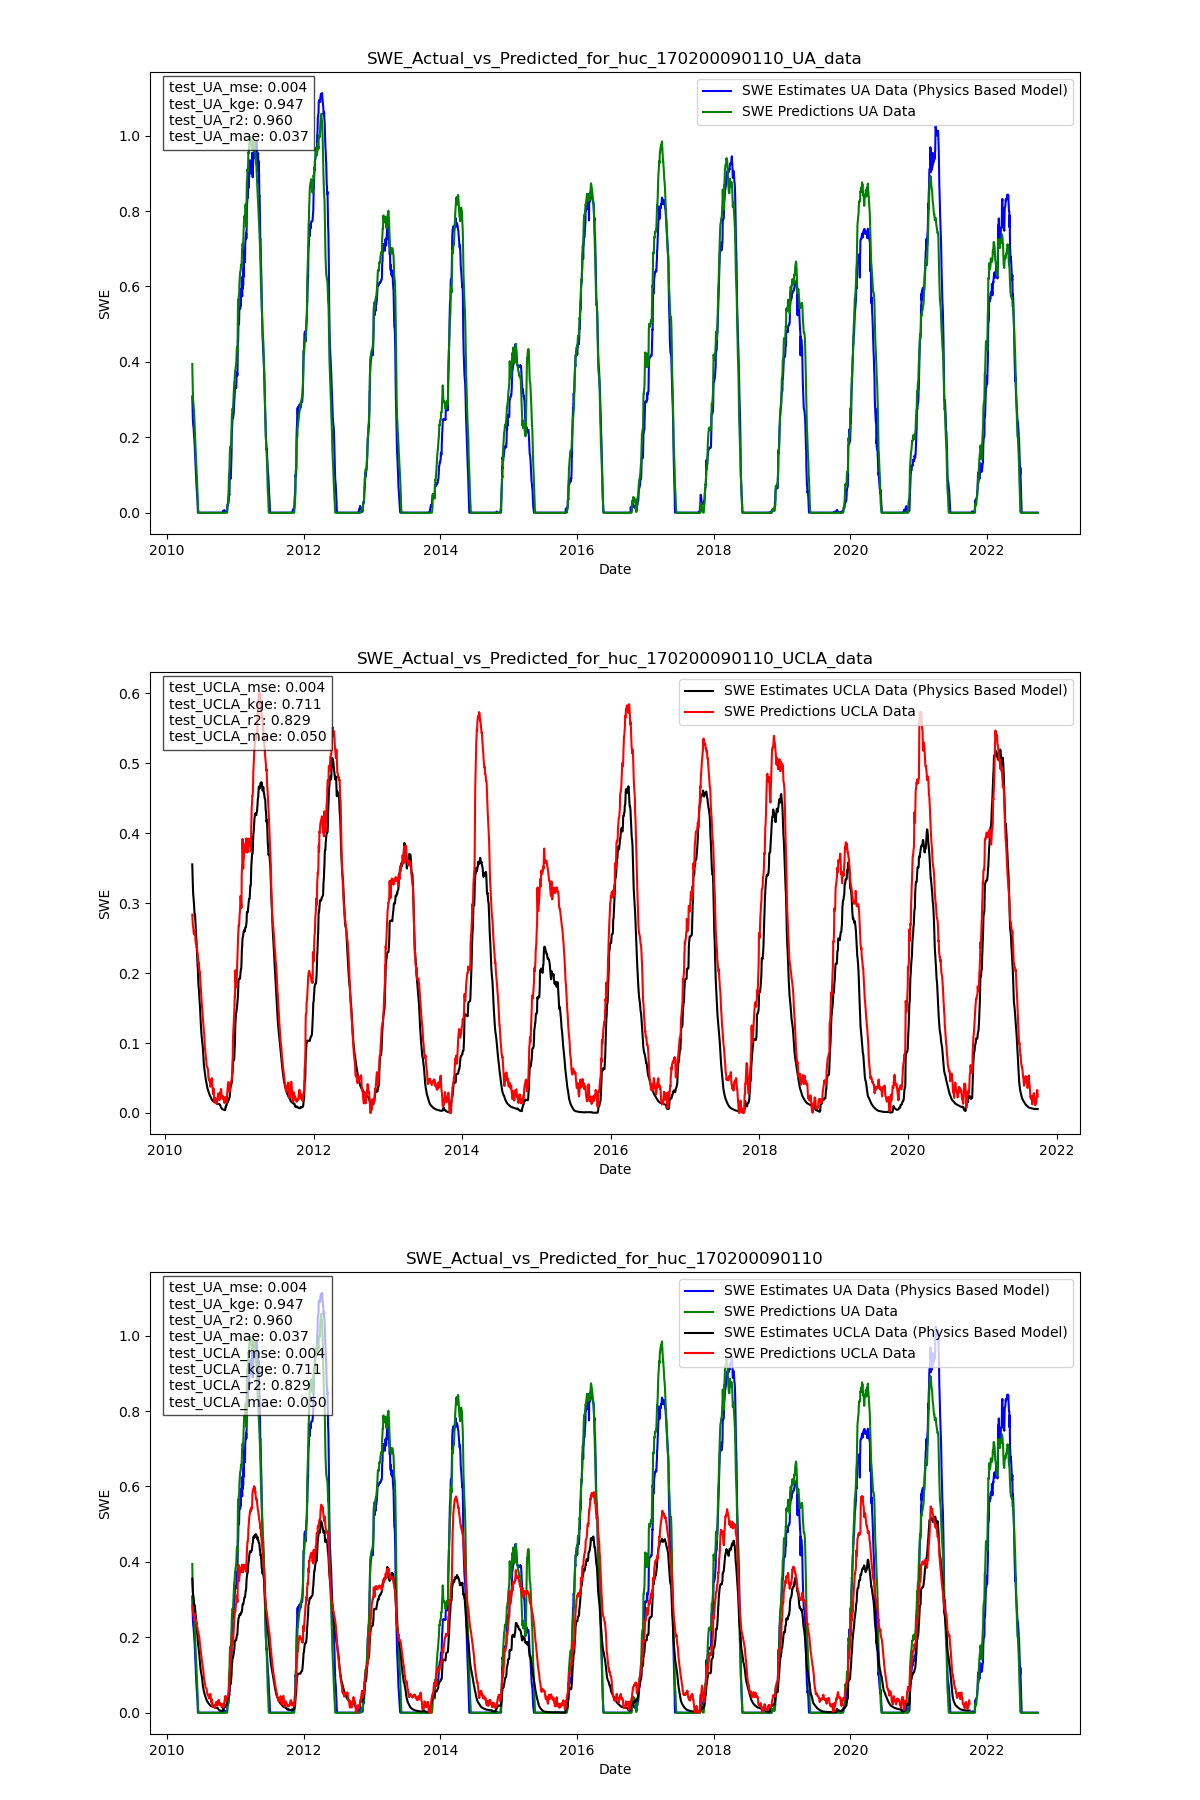 SWE_Actual_vs_Predicted_for_huc_170200090110_UA_data
test_UA_mse: 0.004
test_UA_kge: 0.947
test_UA_r2: 0.960
test_UA_mae: 0.037
SWE Estimates UA Data (Physics Based Model)
SWE Predictions UA Data
1.0
0.8
0.6
0.4
0.2
0.0
SWE
2010 2012 2014 2016 2018 2020 2022
Date
SWE_Actual_vs_Predicted_for_huc_170200090110_UCLA_data
test_UCLA_mse: 0.004
test_UCLA_kge: 0.711
test_UCLA_r2: 0.829
test_UCLA_mae: 0.050
SWE Estimates UCLA Data (Physics Based Model)
SWE Predictions UCLA Data
0.6
0.5
0.4
0.3
0.2
0.1
0.0
SWE
2010 2012 2014 2016 2018 2020 2022
Date
SWE_Actual_vs_Predicted_for_huc_170200090110
test_UA_mse: 0.004
test_UA_kge: 0.947
test_UA_r2: 0.960
test_UA_mae: 0.037
test_UCLA_mse: 0.004
test_UCLA_kge: 0.711
test_UCLA_r2: 0.829
test_UCLA_mae: 0.050
SWE Estimates UA Data (Physics Based Model)
SWE Predictions UA Data
SWE Estimates UCLA Data (Physics Based Model)
SWE Predictions UCLA Data
1.0
0.8
0.6
0.4
0.2
0.0
SWE
2010 2012 2014 2016 2018 2020 2022
Date